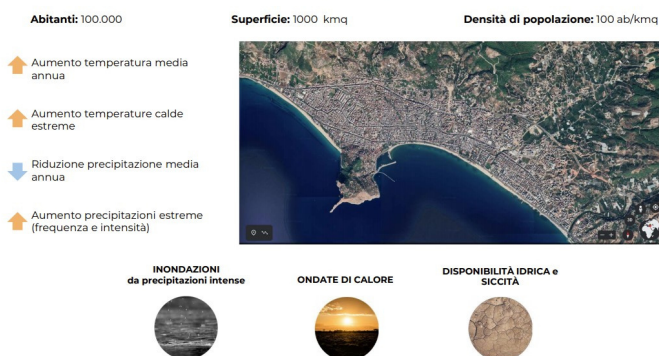 Abitanti: 100.000
Superficie: 1000 kmq
Densità di popolazione: 100 ab/kmq
Aumento temperatura media
annua
Aumento temperature calde
estreme
Riduzione precipitazione media
annua
Aumento precipitazioni estreme
(frequenza e intensità)
INONDAZIONI
da precipitazioni intense
ONDATE DI CALORE
DISPONIBILITÀ IDRICA e
SICCITÀ